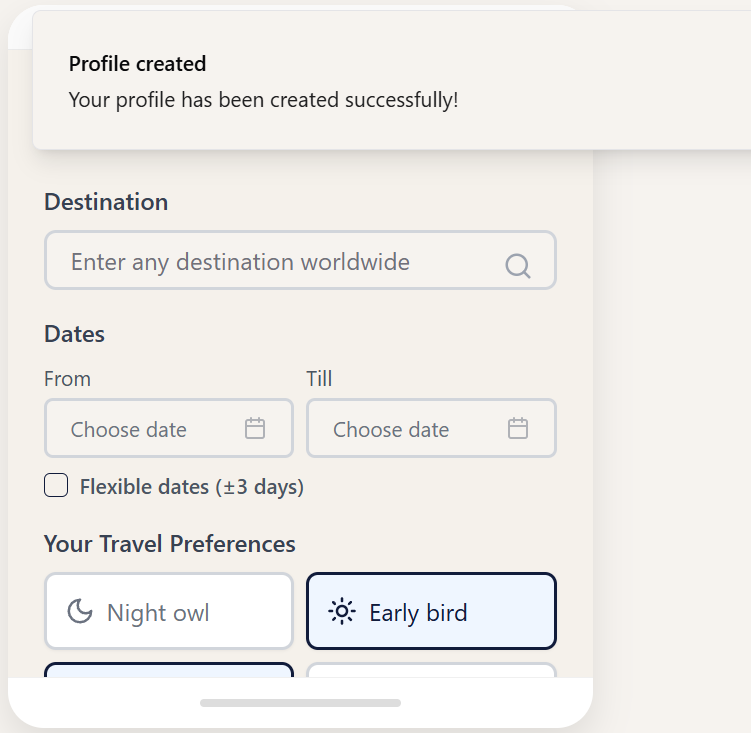 Profile created
Your profile has been created successfully!
Destination
Enter any destination worldwide
Dates
From Till
Choose date Choose date
Flexible dates (±3 days)
Your Travel Preferences
Night owl Early bird